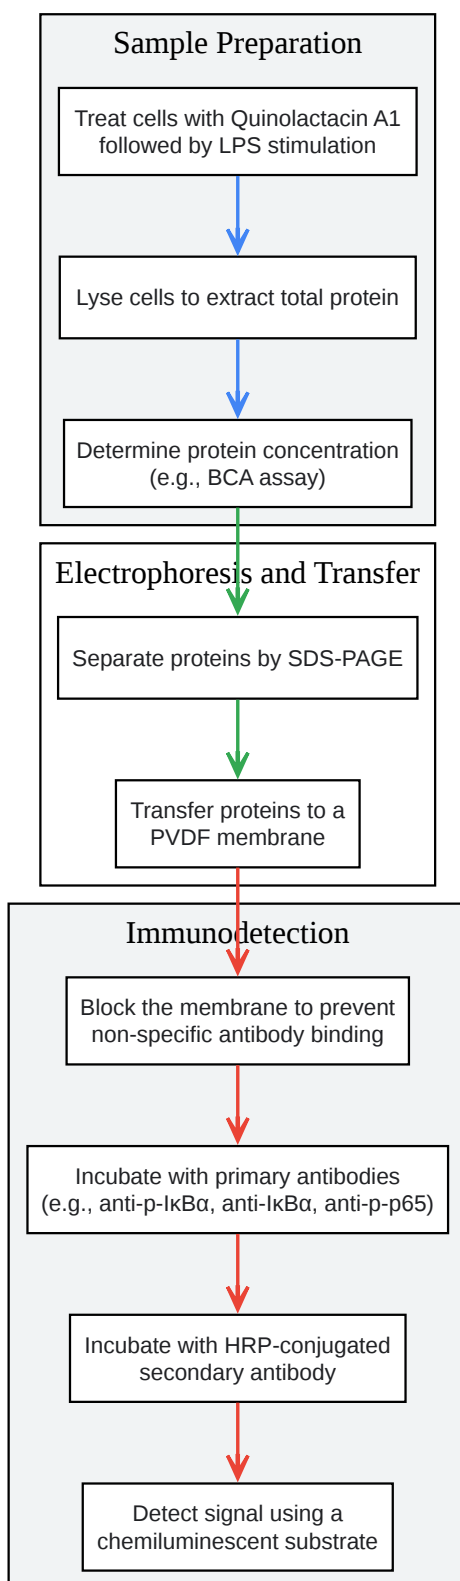 Sample Preparation
Treat cells with Quinolactacin A1
followed by LPS stimulation
Lyse cells to extract total protein
Determine protein concentration
(e.g., BCA assay)
Electrophoresis and Transfer
Separate proteins by SDS-PAGE
Transfer proteins to a
PVDF membrane
Immunodetection
Block the membrane to prevent
non-specific antibody binding
Incubate with primary antibodies
(e.g., anti-p-IκBα, anti-IκBα, anti-p-p65)
Incubate with HRP-conjugated
secondary antibody
Detect signal using a
chemiluminescent substrate